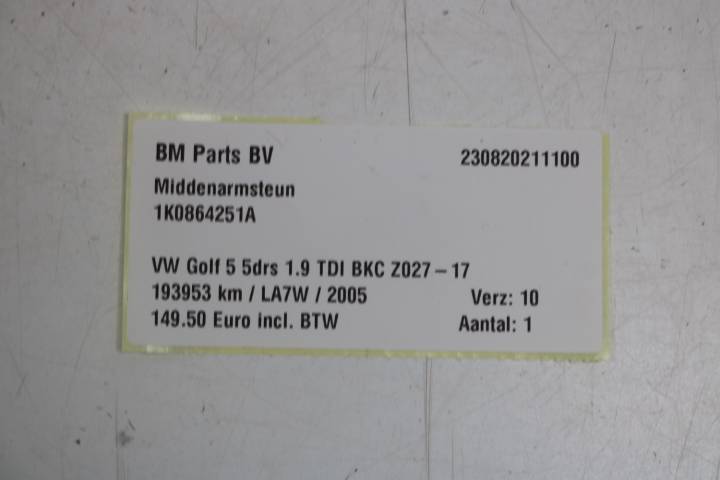 BM Parts BV 230820211100
Middenarmsteun
1K0864251A
VW Golf 5 5drs 1.9 TDI BKC Z027-17
193953 km / LA7W / 2005 Verz: 10
149.50 Euro incl. BTW Aantal: 1